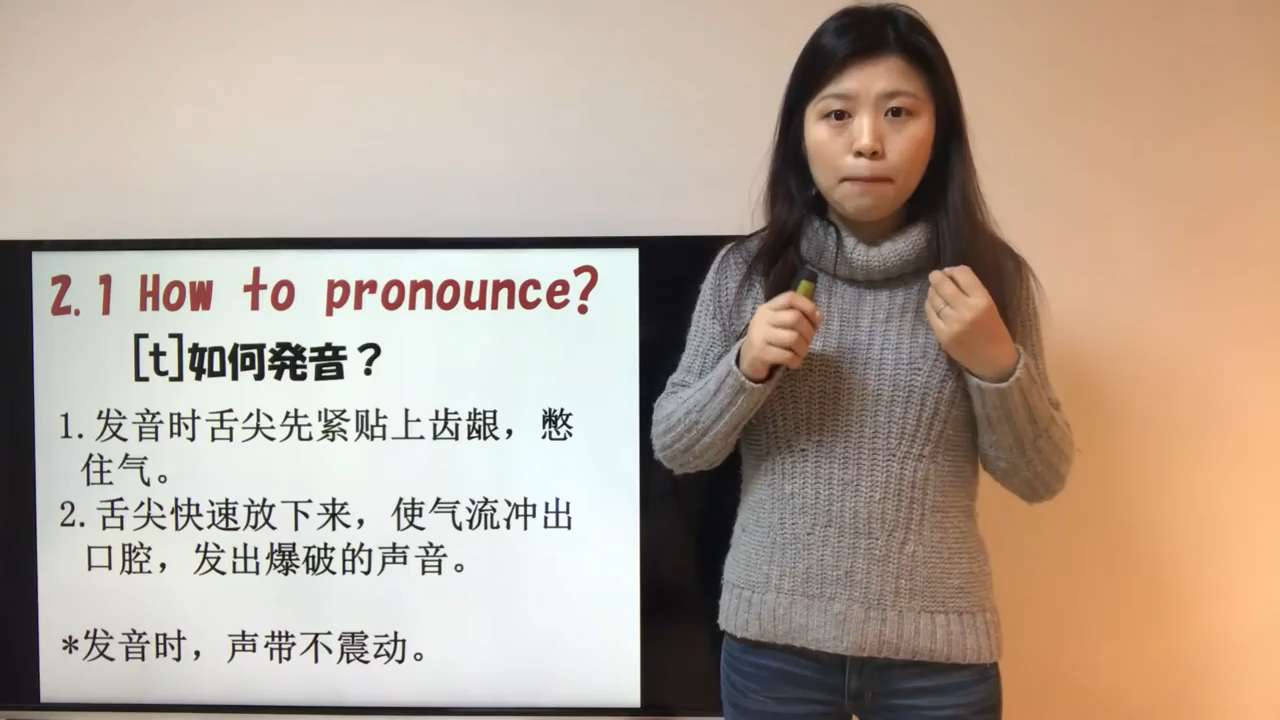 2.1 How to pronounce?
[t]如何発音？
1.发音时舌尖先紧贴上齿龈，憋
住气。
2.舌尖快速放下来，使气流冲出
口腔，发出爆破的声音。
*发音时，声带不震动。